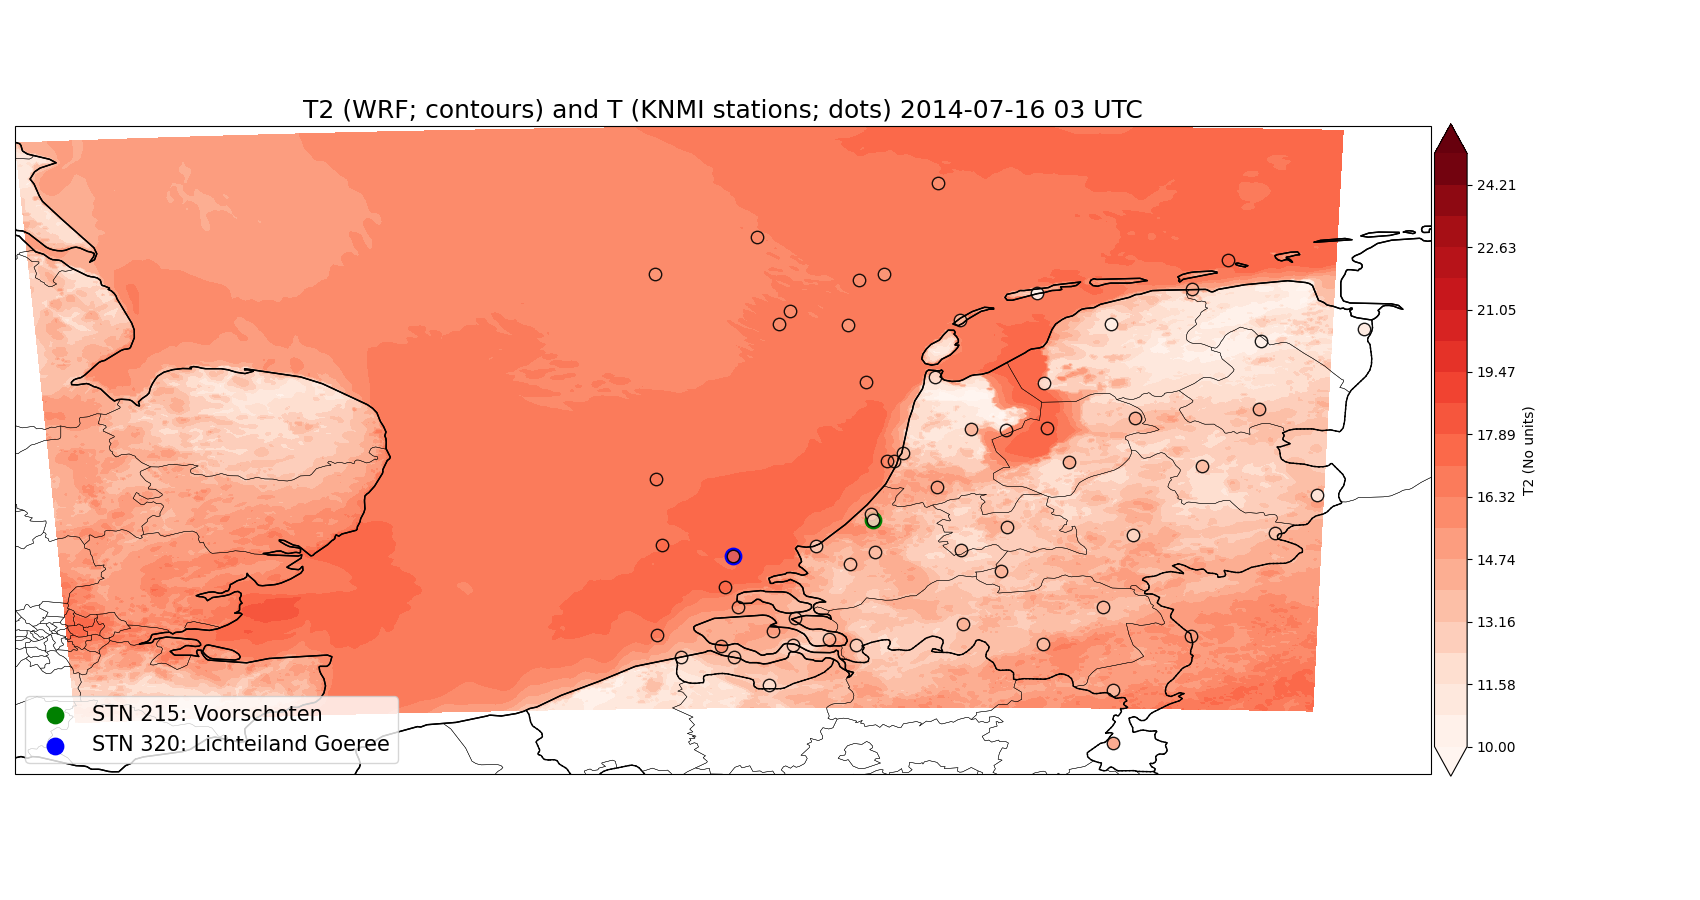 T2 (WRF; contours) and T (KNMI stations; dots) 2014-07-16 03 UTC
24.21
22.63
21.05
19.47
17.89
16.32
14.74
13.16
11.58
10.00
T2 (No units)
STN 215: Voorschoten
STN 320: Lichteiland Goeree